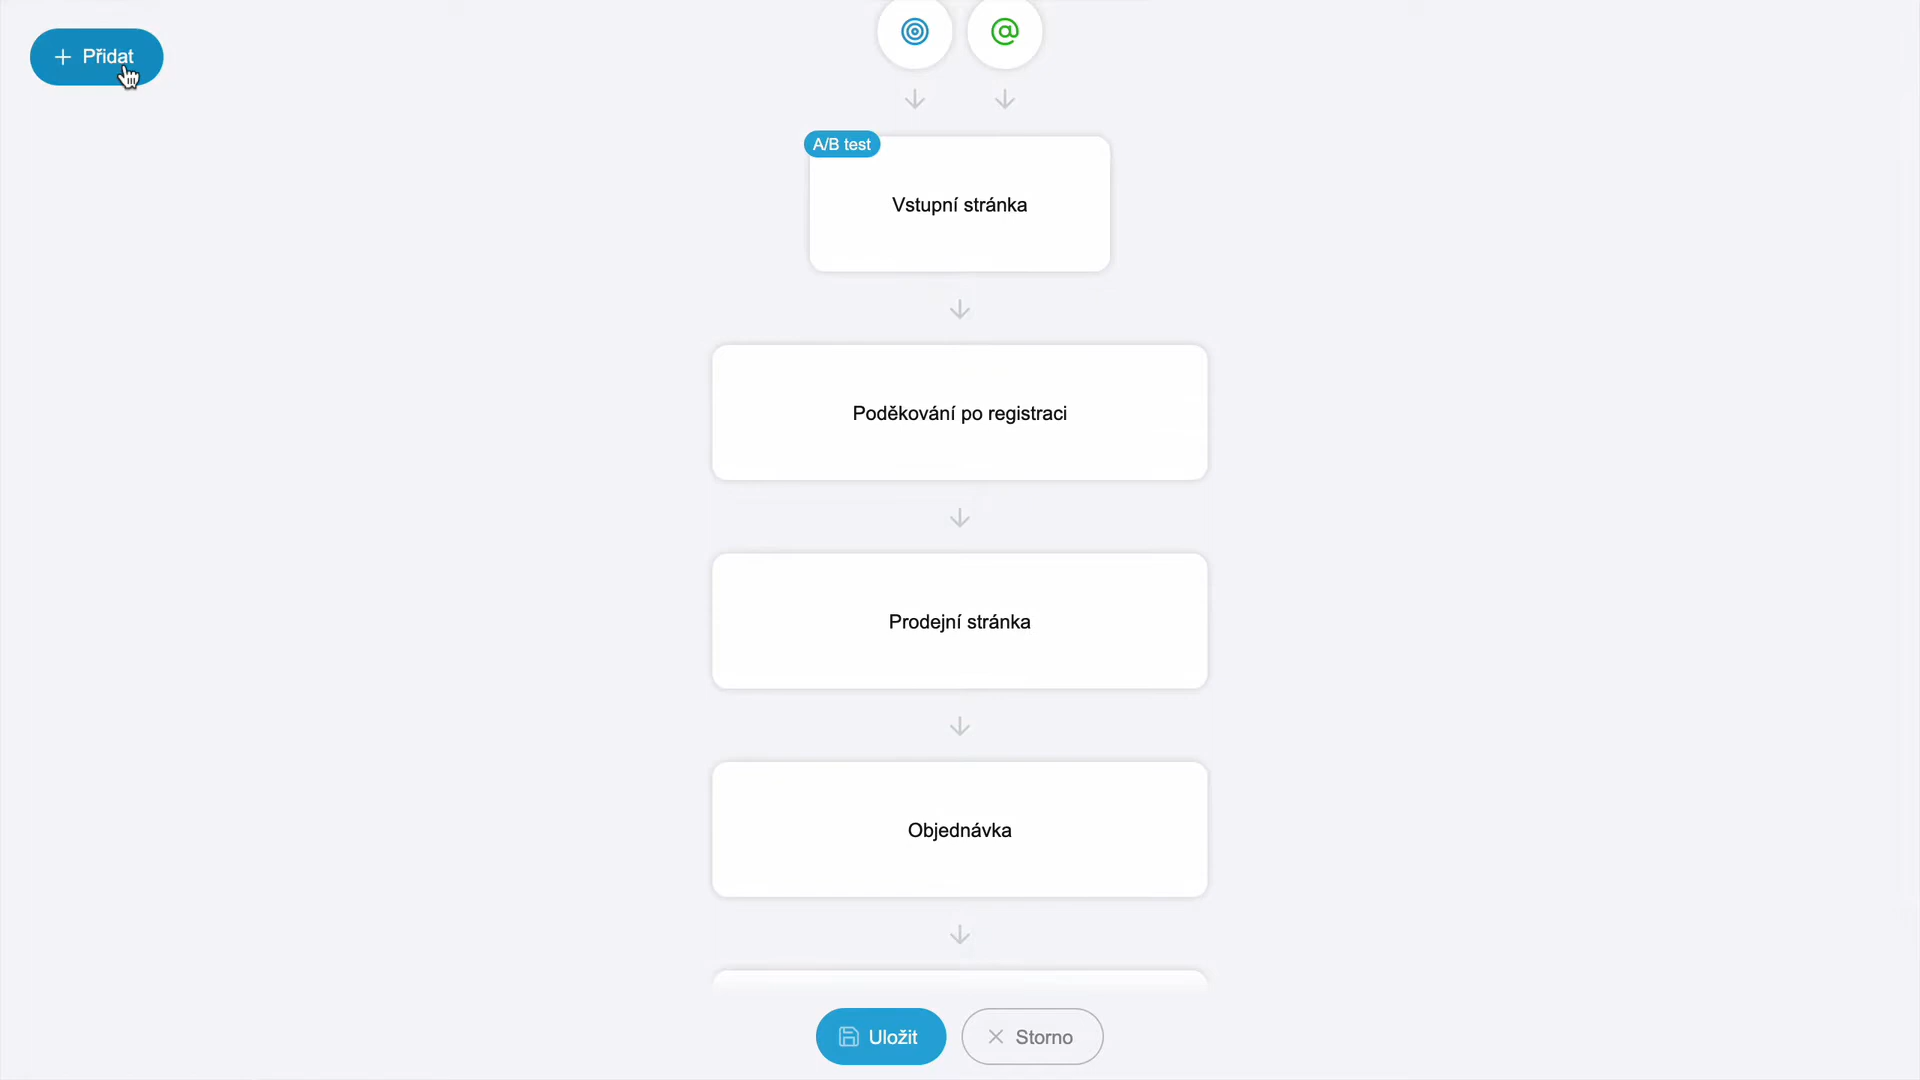 Přidat
A/B test
Vstupní stránka
Poděkování po registraci
Prodejní stránka
Objednávka
Uložit
Storno